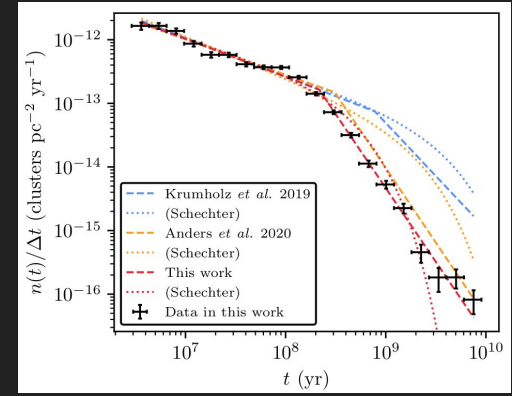 10⁻¹²
10⁻¹³
10⁻¹⁴
10⁻¹⁵
10⁻¹⁶
n(t)/Δt (clusters pc⁻² yr⁻¹)
Krumholz et al. 2019
(Schechter)
Anders et al. 2020
(Schechter)
This work
(Schechter)
Data in this work
10⁷ 10⁸ 10⁹ 10¹⁰
t (yr)